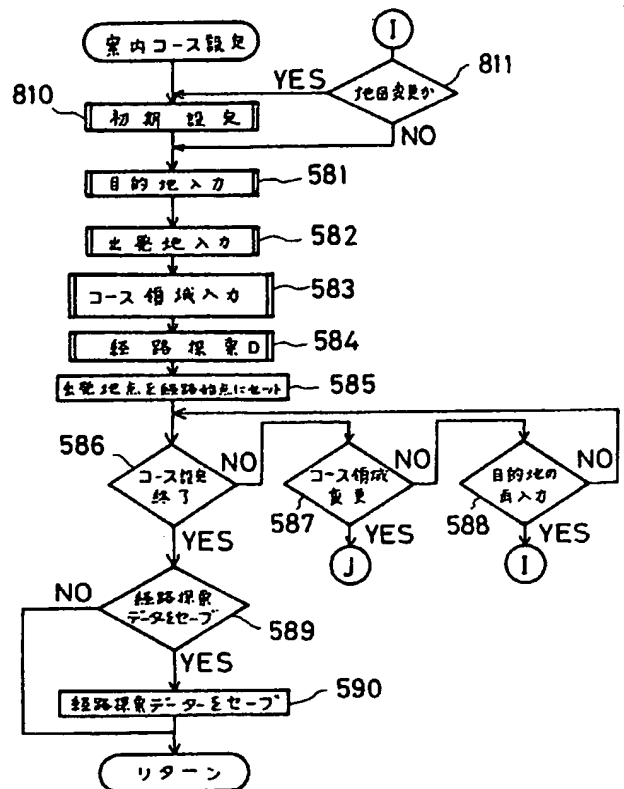 案内コース設定
I
811
YES
地図変更か
810
初期設定
NO
目的地入力
581
出発地入力
582
コース領域入力
583
経路探索D
584
出発地点を経路始点にセット
585
586
コース設定
終了
NO
コース領域
変更
587
NO
目的地の
再入力
588
YES
YES
YES
J
I
NO
経路探索
データをセーブ
589
YES
経路探索データーをセーブ
590
リターン